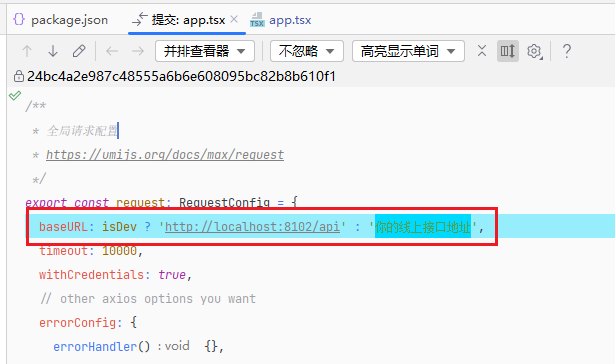 package.json
提交: app.tsx
app.tsx
并排查看器
不忽略
高亮显示单词
?
24bc4a2e987c48555a6b6e608095bc82b8b610f1
/**
* 全局请求配置
* https://umijs.org/docs/max/request
*/
export const request: RequestConfig = {
baseURL: isDev ? 'http://localhost:8102/api' : '你的线上接口地址',
timeout: 10000,
withCredentials: true,
// other axios options you want
errorConfig: {
errorHandler() :void {},